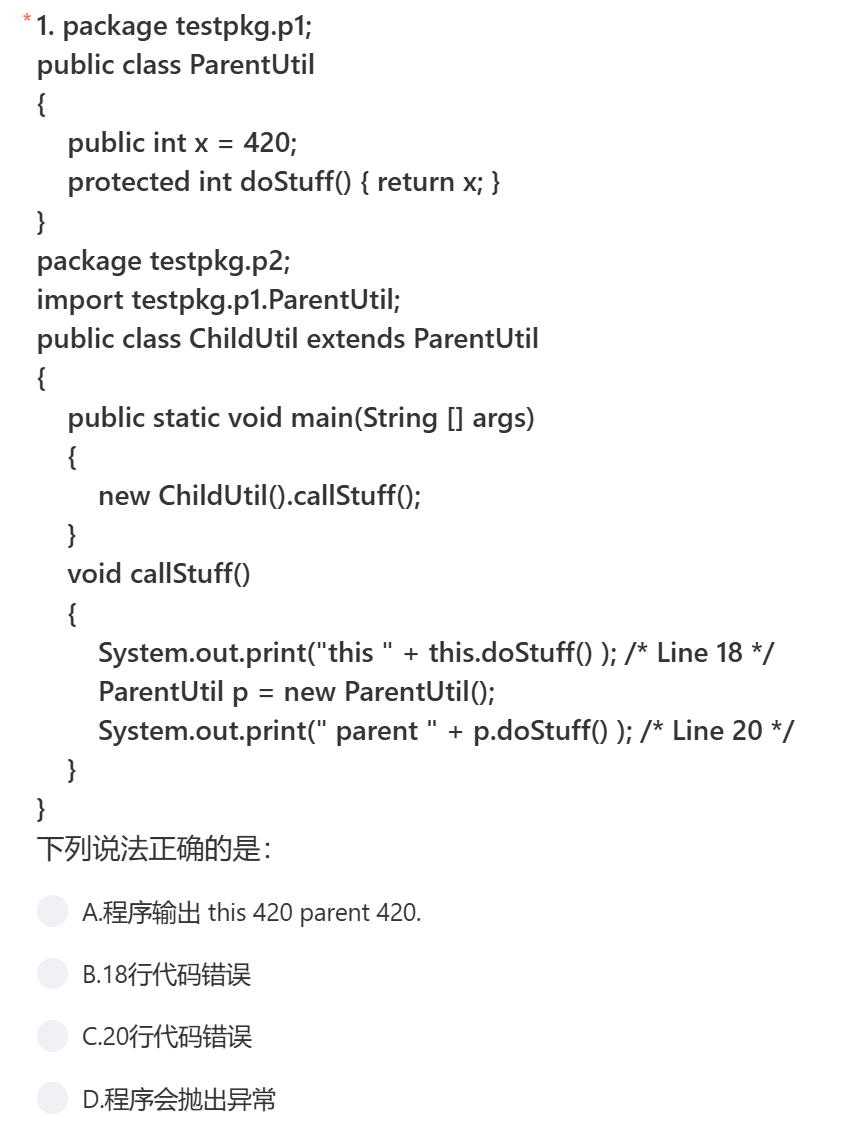 *1. package testpkg.p1;
public class ParentUtil
{
public int x = 420;
protected int doStuff() { return x; }
}
package testpkg.p2;
import testpkg.p1.ParentUtil;
public class ChildUtil extends ParentUtil
{
public static void main(String [] args)
{
new ChildUtil().callStuff();
}
void callStuff()
{
System.out.print("this " + this.doStuff() ); /* Line 18 */
ParentUtil p = new ParentUtil();
System.out.print(" parent " + p.doStuff() ); /* Line 20 */
}
}
下列说法正确的是：
A.程序输出 this 420 parent 420.
B.18行代码错误
C.20行代码错误
D.程序会抛出异常